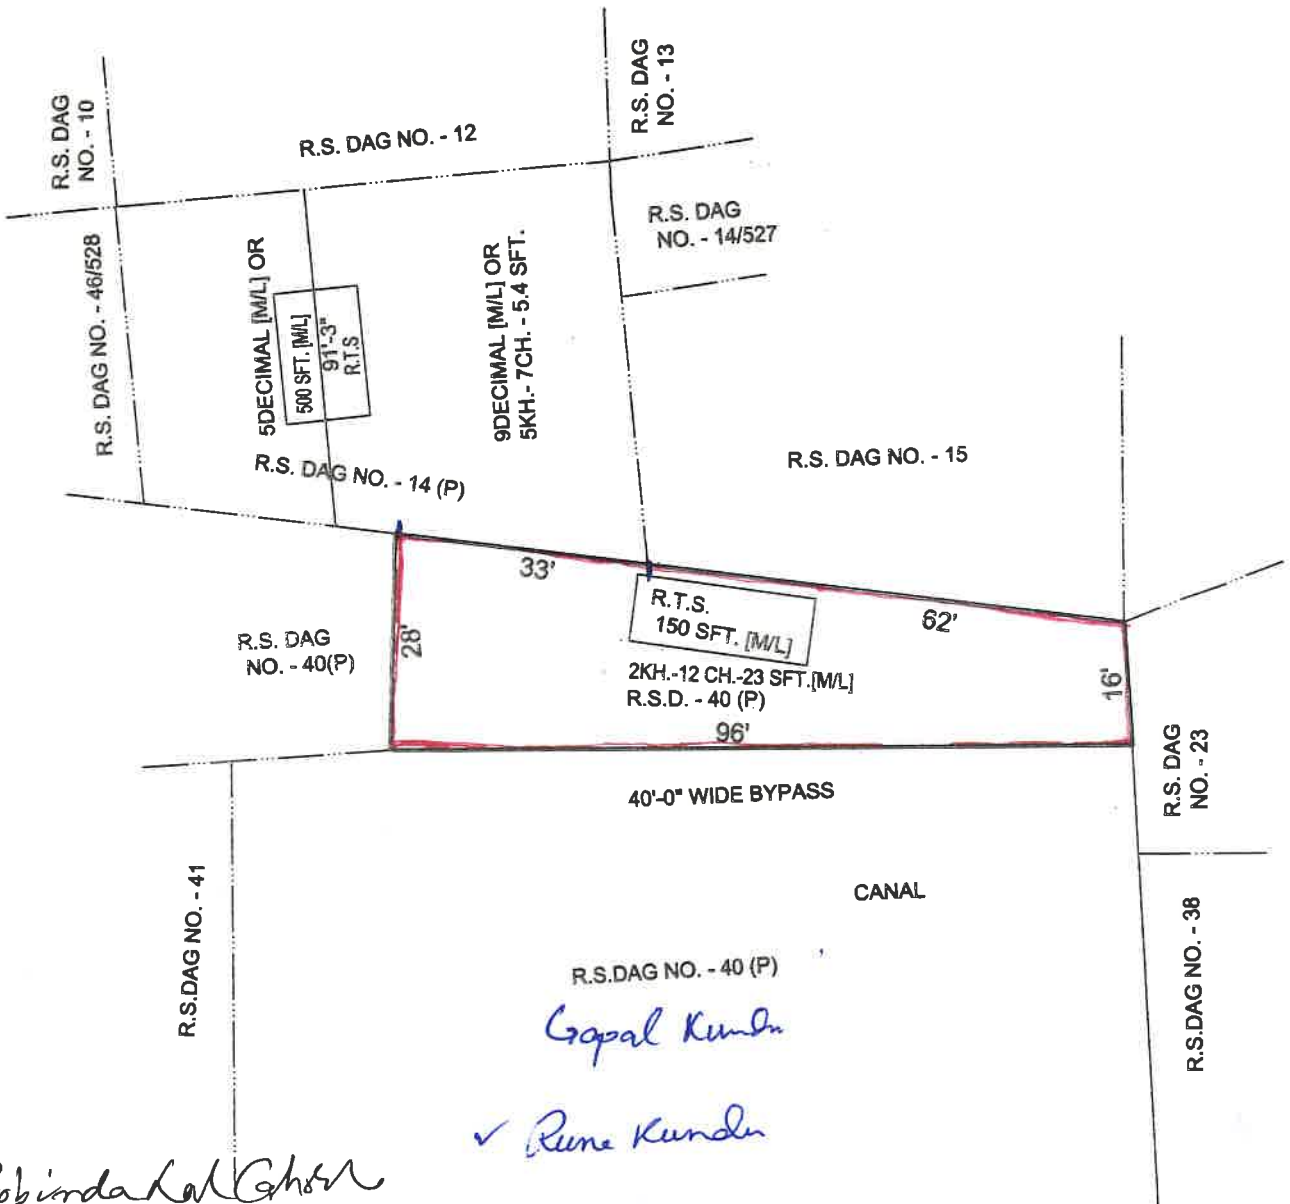 R.S. DAG
NO. - 10
R.S. DAG NO. - 12
R.S. DAG
NO. - 13
R.S. DAG
NO. - 14/527
R.S. DAG NO. - 46/528
5DECIMAL [M/L] OR
500 SFT. [M/L]
91'-3"
R.T.S
9DECIMAL [M/L] OR
5KH.- 7CH. - 5.4 SFT.
R.S. DAG NO. - 14 (P)
R.S. DAG NO. - 15
33'
62'
R.T.S.
150 SFT. [M/L]
R.S. DAG
NO. - 40(P)
28'
2KH.-12 CH.-23 SFT.[M/L]
R.S.D. - 40 (P)
16'
96'
R.S. DAG
NO. - 23
40'-0" WIDE BYPASS
R.S.DAG NO. - 41
CANAL
R.S.DAG NO. - 40 (P)
R.S.DAG NO. - 38
Gopal Kundu
✓ Rune Kundu